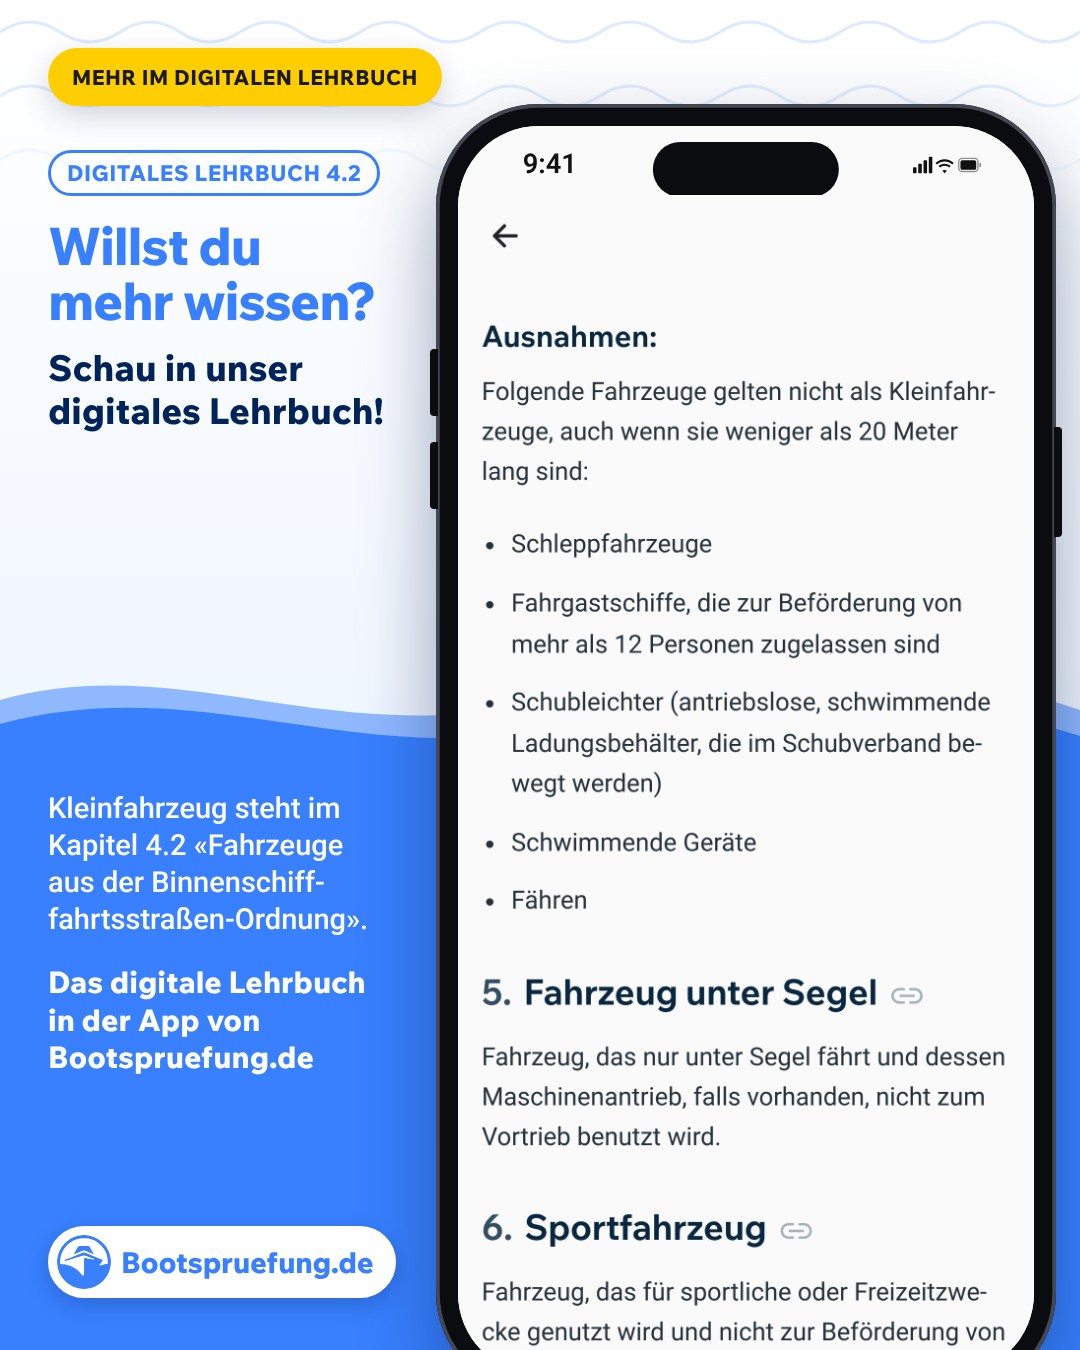 MEHR IM DIGITALEN LEHRBUCH
DIGITALES LEHRBUCH 4.2
Willst du
mehr wissen?
Schau in unser
digitales Lehrbuch!
Kleinfahrzeug steht im
Kapitel 4.2 «Fahrzeuge
aus der Binnenschiff-
fahrtsstraßen-Ordnung».
Das digitale Lehrbuch
in der App von
Bootspruefung.de
Bootspruefung.de
9:41
Ausnahmen:
Folgende Fahrzeuge gelten nicht als Kleinfahr-
zeuge, auch wenn sie weniger als 20 Meter
lang sind:
• Schleppfahrzeuge
• Fahrgastschiffe, die zur Beförderung von
mehr als 12 Personen zugelassen sind
• Schubleichter (antriebslose, schwimmende
Ladungsbehälter, die im Schubverband be-
wegt werden)
• Schwimmende Geräte
• Fähren
5. Fahrzeug unter Segel
Fahrzeug, das nur unter Segel fährt und dessen
Maschinenantrieb, falls vorhanden, nicht zum
Vortrieb benutzt wird.
6. Sportfahrzeug
Fahrzeug, das für sportliche oder Freizeitzwe-
cke genutzt wird und nicht zur Beförderung von